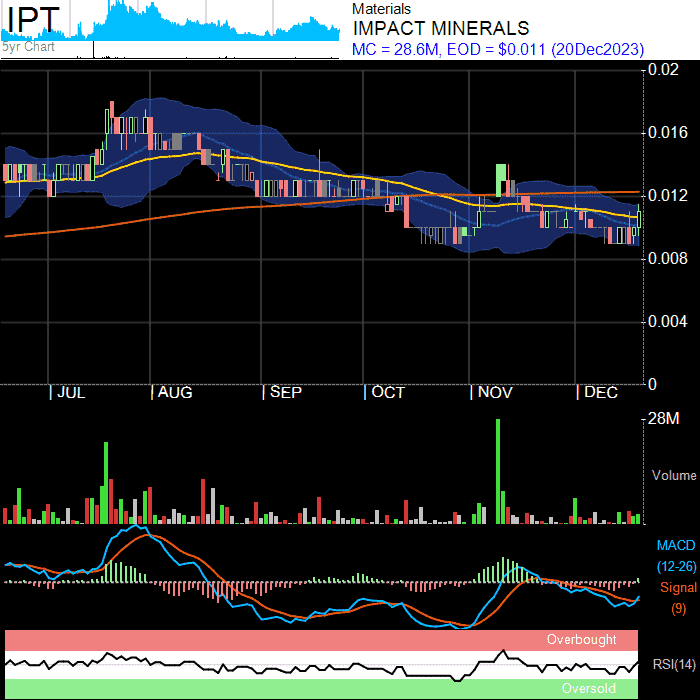 IPT
5yr Chart
Materials
IMPACT MINERALS
MC = 28.6M, EOD = $0.011 (20Dec2023)
0.02
0.016
0.012
0.008
0.004
0
JUL AUG SEP OCT NOV DEC
28M
Volume
MACD
(12-26)
Signal
(9)
Overbought
RSI(14)
Oversold